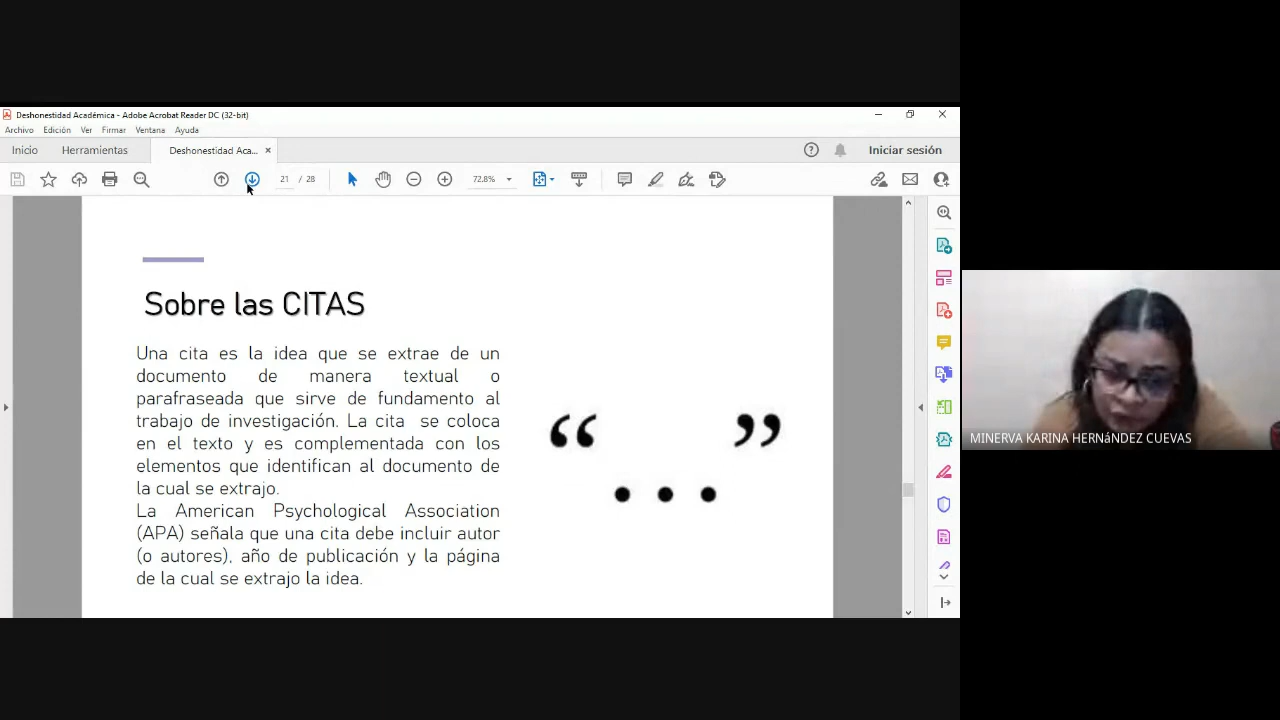 Deshonestidad Académica - Adobe Acrobat Reader DC (32-bit)
Archivo Edición Ver Firmar Ventana Ayuda
Inicio Herramientas Deshonestidad Aca... × Iniciar sesión
21 / 28 72.8%
Sobre las CITAS
Una cita es la idea que se extrae de un
documento de manera textual o
parafraseada que sirve de fundamento al
trabajo de investigación. La cita se coloca
en el texto y es complementada con los
elementos que identifican al documento de
la cual se extrajo.
La American Psychological Association
(APA) señala que una cita debe incluir autor
(o autores), año de publicación y la página
de la cual se extrajo la idea.
“ ”
...
MINERVA KARINA HERNáNDEZ CUEVAS